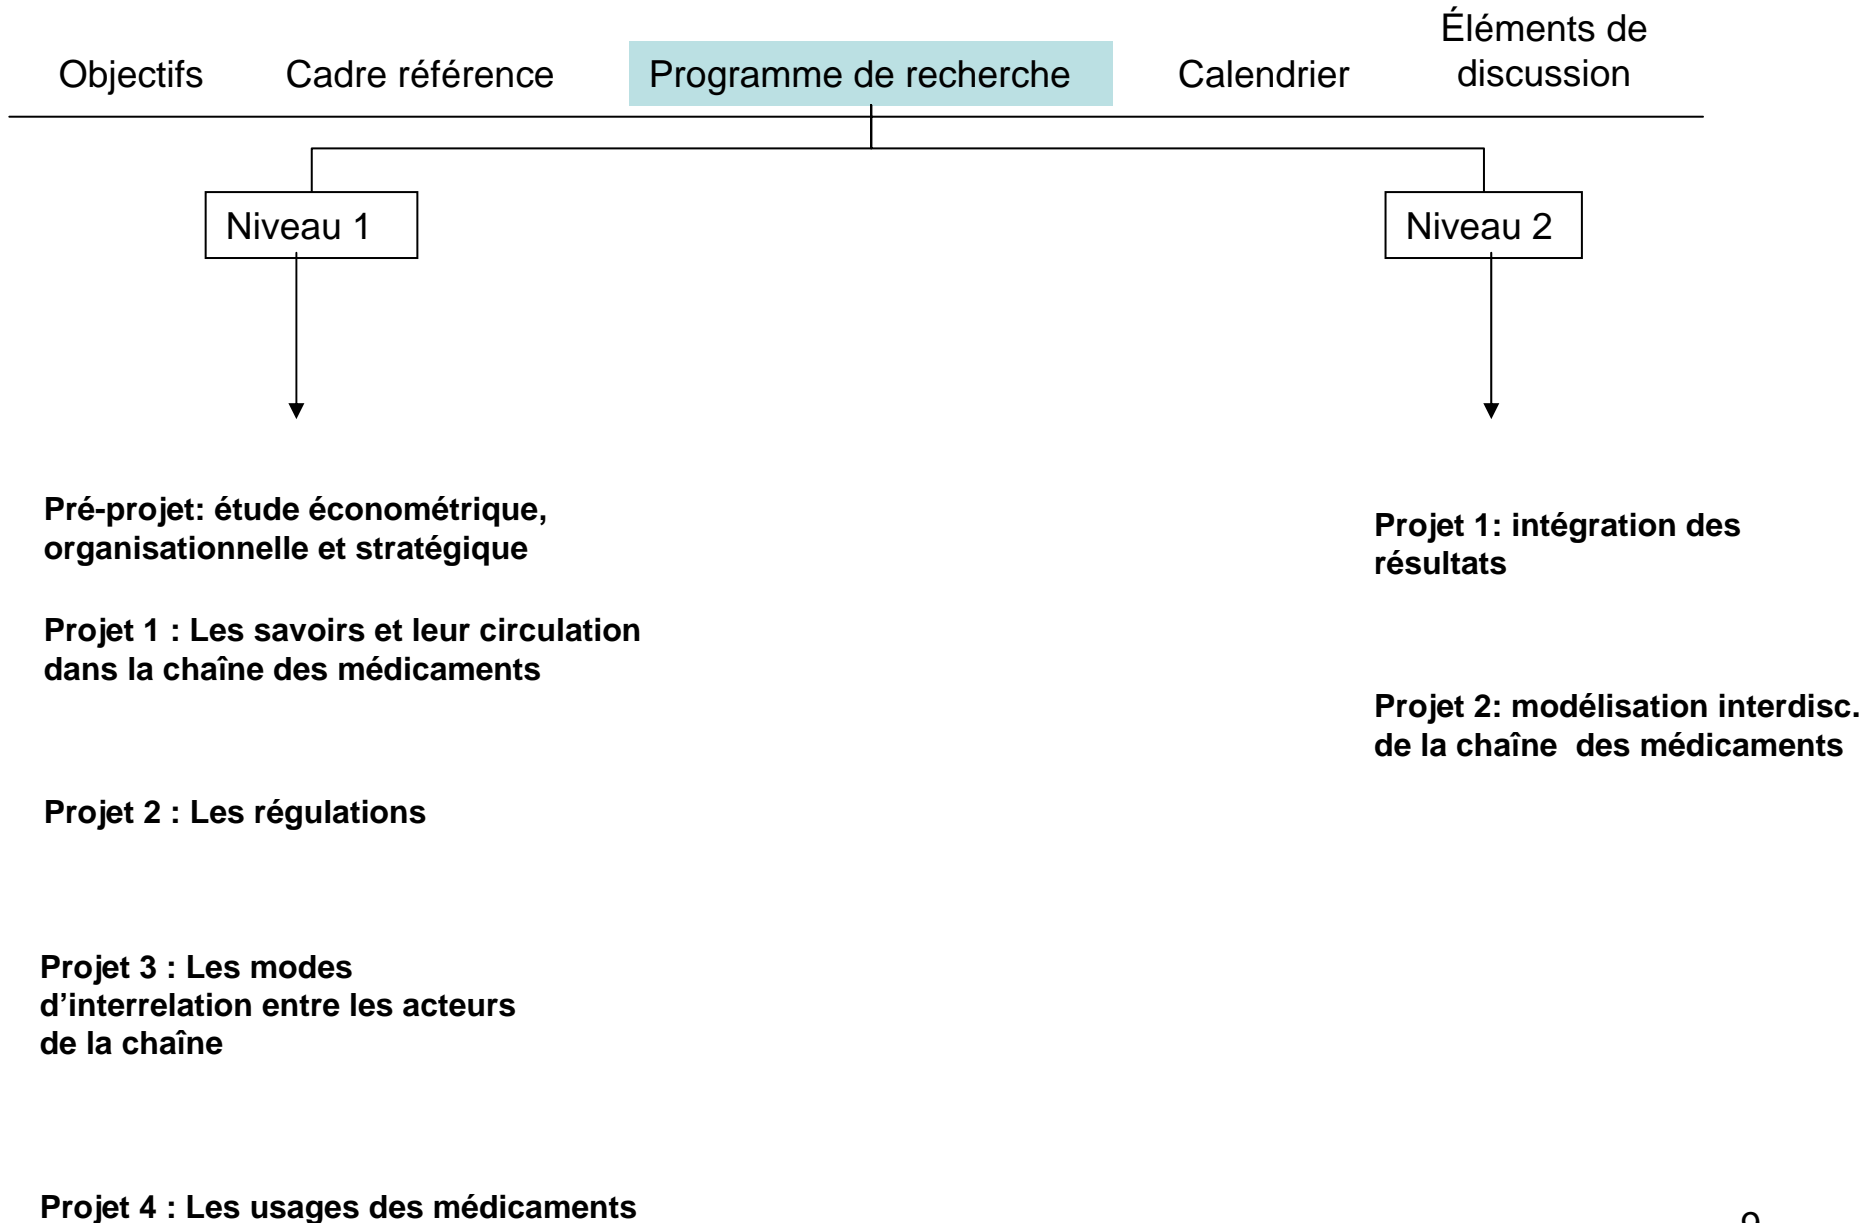 Objectifs
Cadre référence
Programme de recherche
Calendrier
Éléments de
discussion
Niveau 1
Niveau 2
Pré-projet: étude économétrique,
organisationnelle et stratégique
Projet 1 : Les savoirs et leur circulation
dans la chaîne des médicaments
Projet 2 : Les régulations
Projet 3 : Les modes
d’interrelation entre les acteurs
de la chaîne
Projet 4 : Les usages des médicaments
Projet 1: intégration des
résultats
Projet 2: modélisation interdisc.
de la chaîne  des médicaments